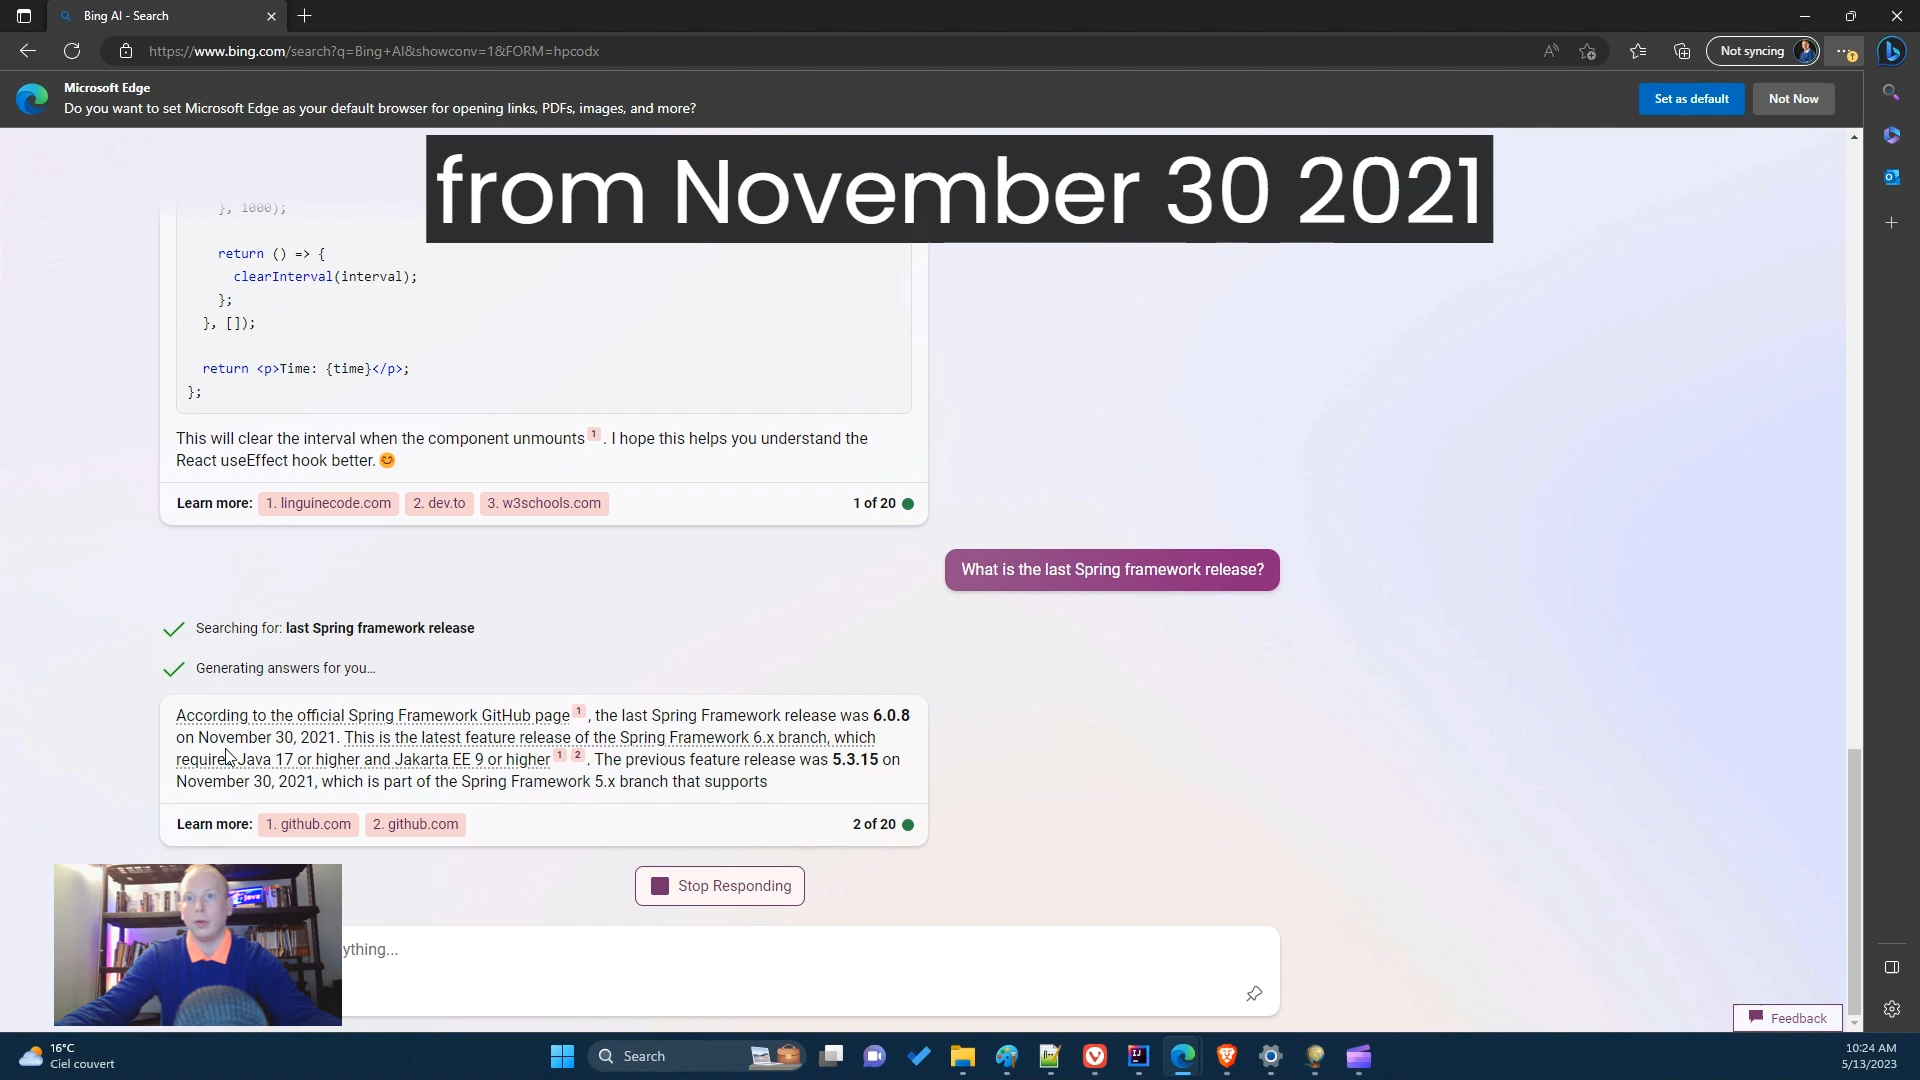 Bing AI - Search
https://www.bing.com/search?q=Bing+AI&showconv=1&FORM=hpcodx
Not syncing
Microsoft Edge
Do you want to set Microsoft Edge as your default browser for opening links, PDFs, images, and more?
Set as default
Not Now
from November 30 2021
}, 1000);
return () => {
clearInterval(interval);
};
}, []);
return <p>Time: {time}</p>;
};
This will clear the interval when the component unmounts 1. I hope this helps you understand the
React useEffect hook better. 😊
Learn more: 1. linguinecode.com 2. dev.to 3. w3schools.com 1 of 20
What is the last Spring framework release?
Searching for: last Spring framework release
Generating answers for you...
According to the official Spring Framework GitHub page 1, the last Spring Framework release was 6.0.8
on November 30, 2021. This is the latest feature release of the Spring Framework 6.x branch, which
require Java 17 or higher and Jakarta EE 9 or higher 1 2. The previous feature release was 5.3.15 on
November 30, 2021, which is part of the Spring Framework 5.x branch that supports
Learn more: 1. github.com 2. github.com 2 of 20
Stop Responding
ything...
Feedback
16°C
Ciel couvert
Search
10:24 AM
5/13/2023